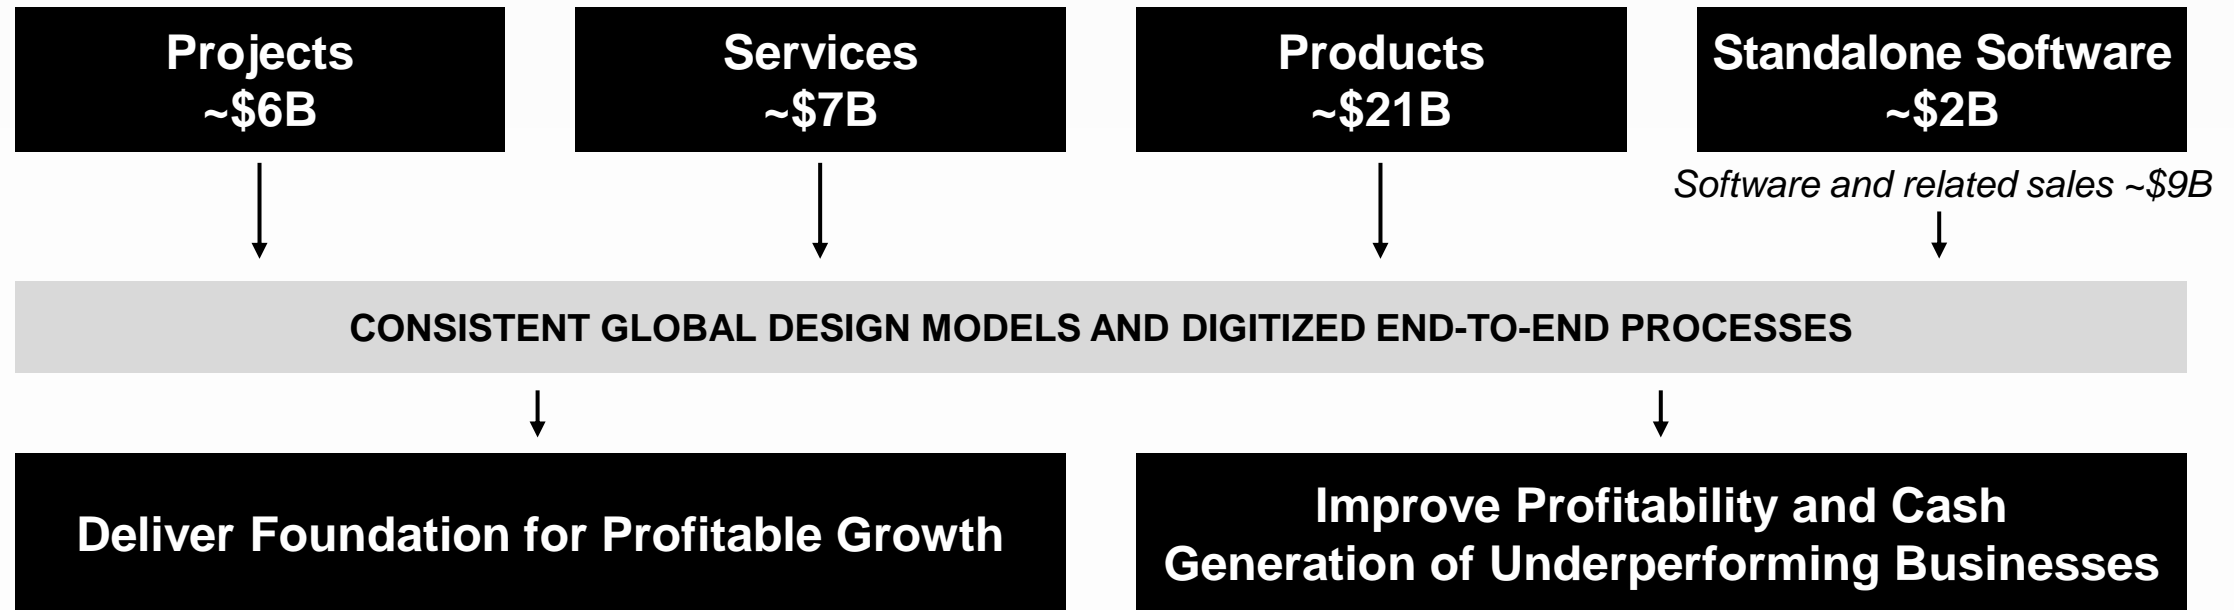 Projects
~$6B
Services
~$7B
Products
~$21B
Standalone Software
~$2B
Software and related sales ~$9B
CONSISTENT GLOBAL DESIGN MODELS AND DIGITIZED END-TO-END PROCESSES
Deliver Foundation for Profitable Growth
Improve Profitability and Cash
Generation of Underperforming Businesses